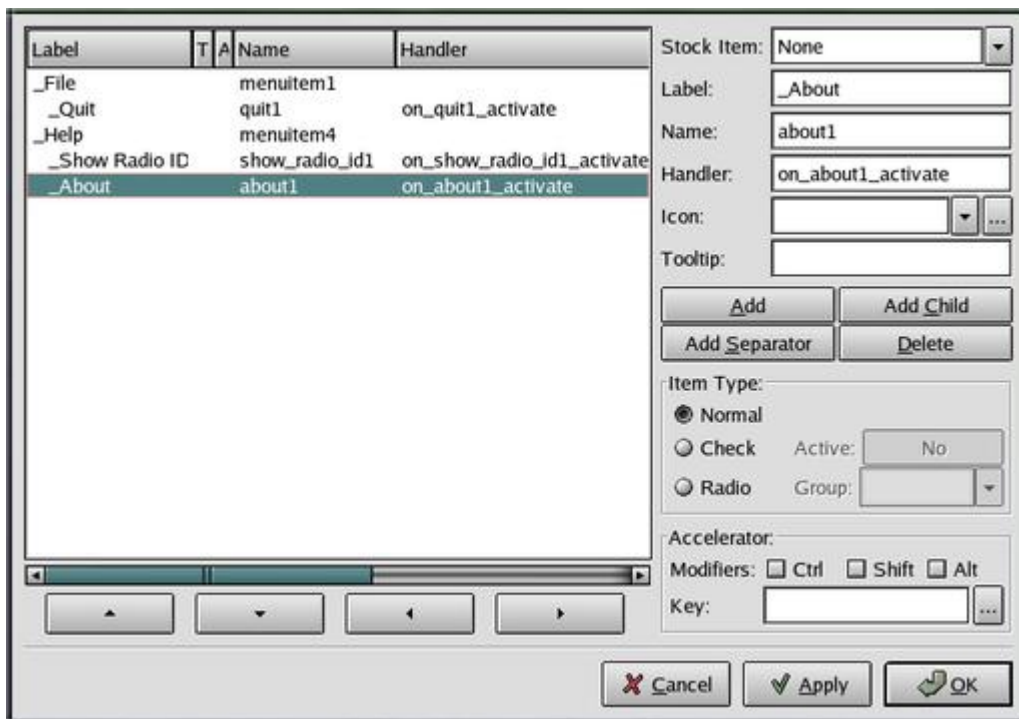 Label T A Name Handler
_File menuitem1
_Quit quit1 on_quit1_activate
_Help menuitem4
_Show Radio ID show_radio_id1 on_show_radio_id1_activate
_About about1 on_about1_activate
Stock Item: None
Label: _About
Name: about1
Handler: on_about1_activate
Icon: ...
Tooltip:
Add Add Child
Add Separator Delete
Item Type:
Normal
Check Active: No
Radio Group:
Accelerator:
Modifiers: Ctrl Shift Alt
Key: ...
Cancel Apply OK